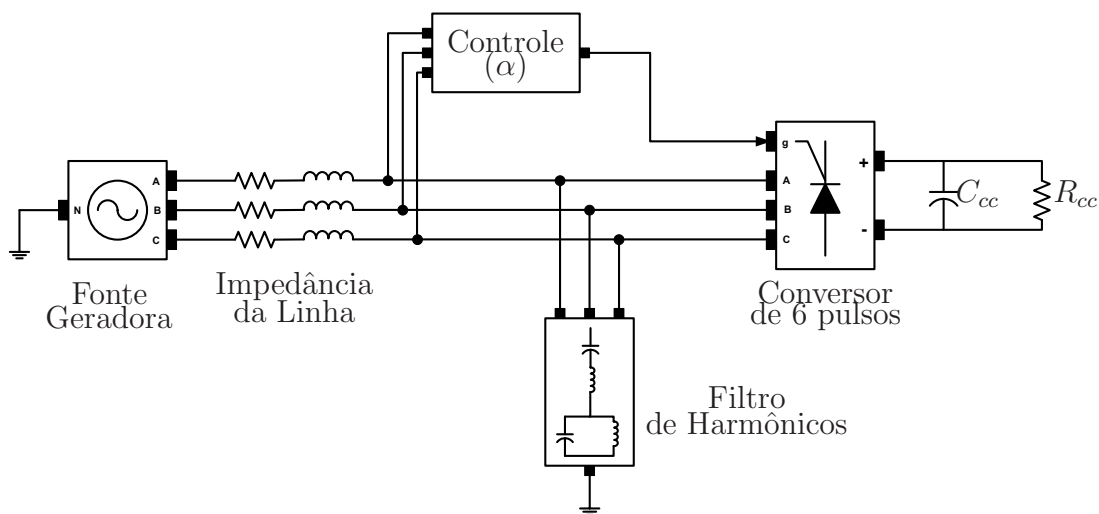 Controle
(α)
g
A
B
C
+
-
C_cc
R_cc
N
A
B
C
Fonte
Geradora
Impedância
da Linha
Conversor
de 6 pulsos
Filtro
de Harmônicos